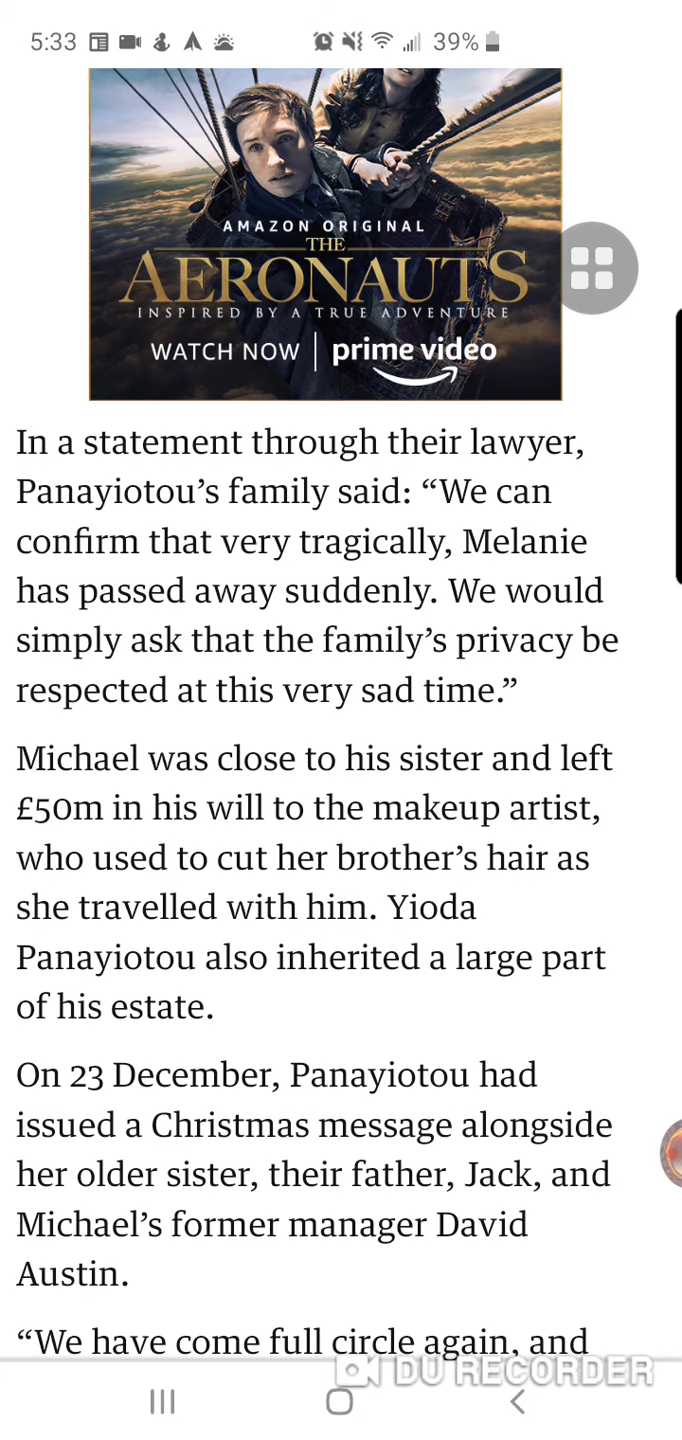 5:33 39%
AMAZON ORIGINAL
THE
AERONAUTS
INSPIRED BY A TRUE ADVENTURE
WATCH NOW | prime video
In a statement through their lawyer,
Panayiotou’s family said: “We can
confirm that very tragically, Melanie
has passed away suddenly. We would
simply ask that the family’s privacy be
respected at this very sad time.”
Michael was close to his sister and left
£50m in his will to the makeup artist,
who used to cut her brother’s hair as
she travelled with him. Yioda
Panayiotou also inherited a large part
of his estate.
On 23 December, Panayiotou had
issued a Christmas message alongside
her older sister, their father, Jack, and
Michael’s former manager David
Austin.
“We have come full circle again, and
DU RECORDER